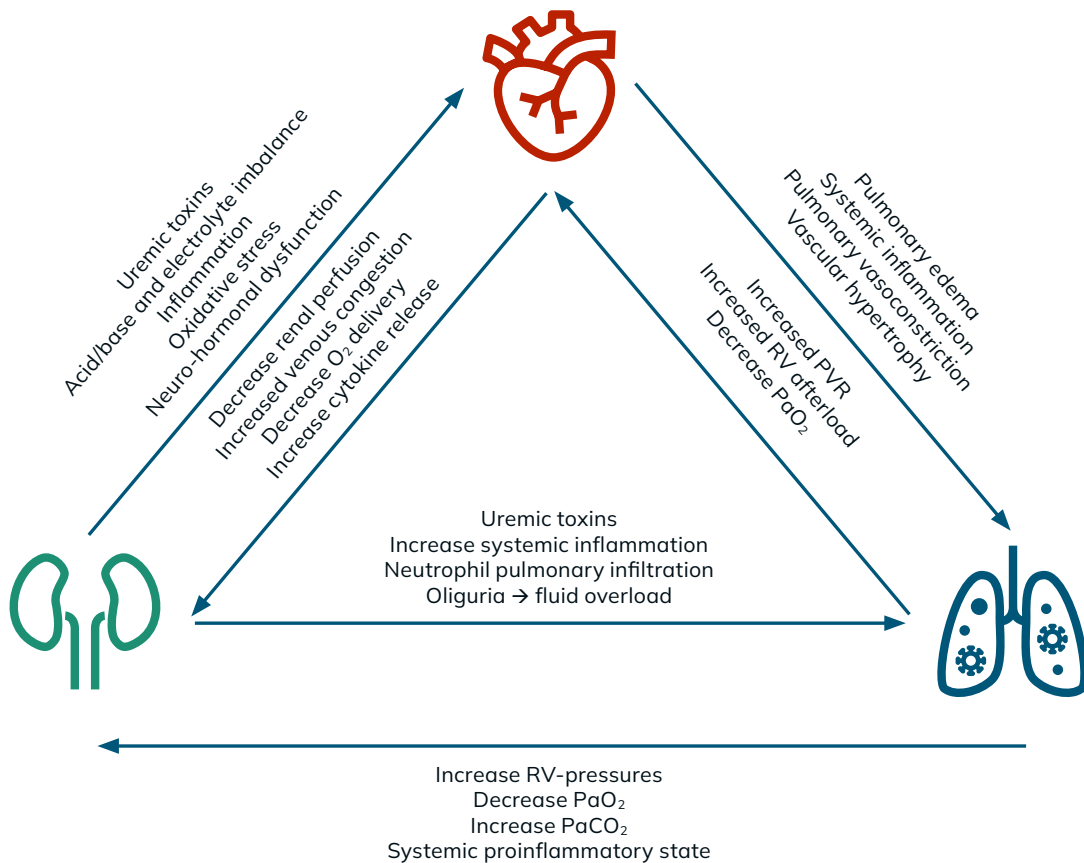 Uremic toxins
Acid/base and electrolyte imbalance
Inflammation
Oxidative stress
Neuro-hormonal dysfunction
Decrease renal perfusion
Increased venous congestion
Decrease O₂ delivery
Increase cytokine release
Pulmonary edema
Systemic inflammation
Pulmonary vasoconstriction
Vascular hypertrophy
Increased PVR
Increased RV afterload
Decrease PaO₂
Uremic toxins
Increase systemic inflammation
Neutrophil pulmonary infiltration
Oliguria → fluid overload
Increase RV-pressures
Decrease PaO₂
Increase PaCO₂
Systemic proinflammatory state